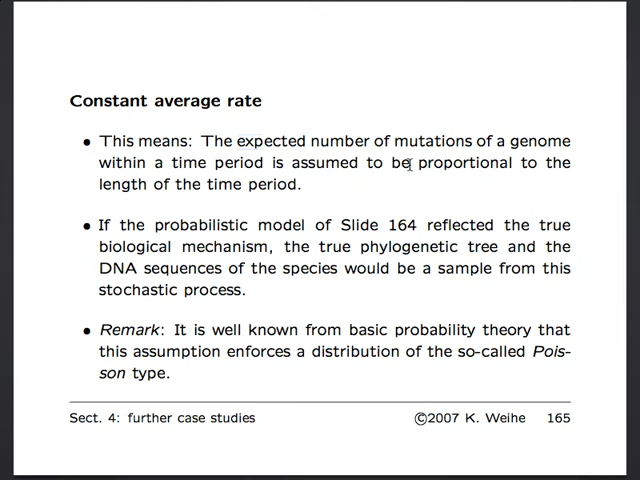 Constant average rate
• This means: The expected number of mutations of a genome
within a time period is assumed to be proportional to the
length of the time period.
• If the probabilistic model of Slide 164 reflected the true
biological mechanism, the true phylogenetic tree and the
DNA sequences of the species would be a sample from this
stochastic process.
• Remark: It is well known from basic probability theory that
this assumption enforces a distribution of the so-called Pois-
son type.
Sect. 4: further case studies ©2007 K. Weihe 165